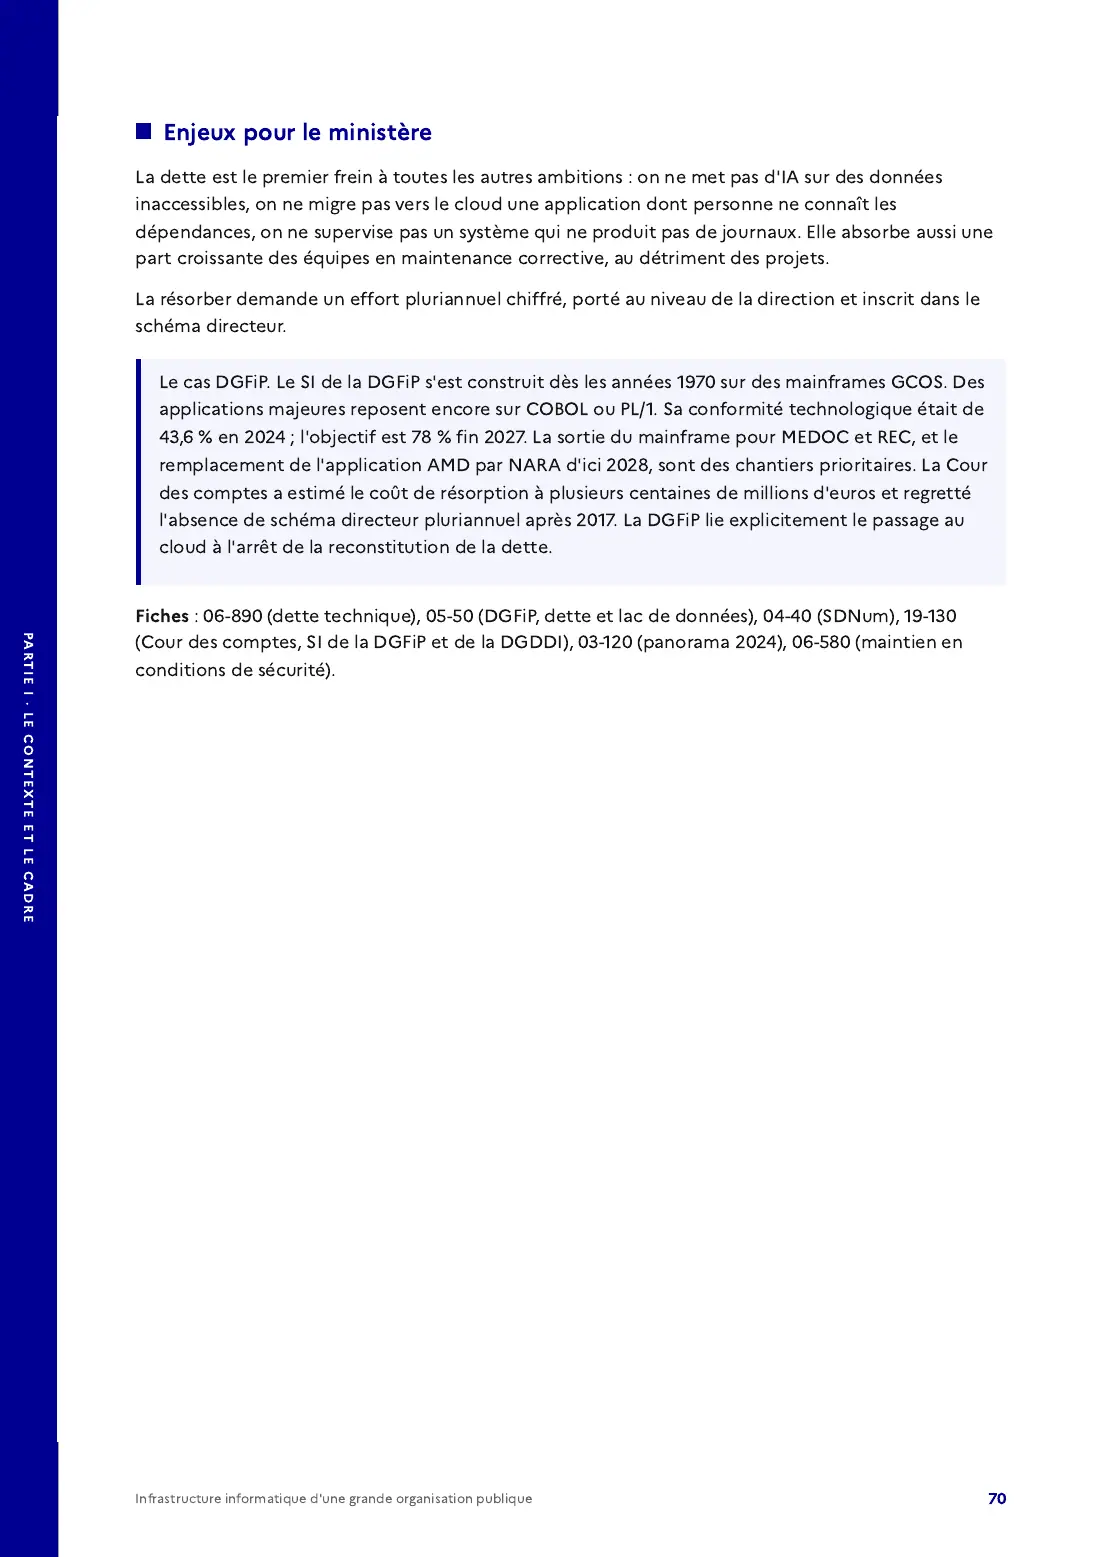 Enjeux pour le ministère
La dette est le premier frein à toutes les autres ambitions : on ne met pas d'IA sur des données
inaccessibles, on ne migre pas vers le cloud une application dont personne ne connaît les
dépendances, on ne supervise pas un système qui ne produit pas de journaux. Elle absorbe aussi une
part croissante des équipes en maintenance corrective, au détriment des projets.
La résorber demande un effort pluriannuel chiffré, porté au niveau de la direction et inscrit dans le
schéma directeur.
Le cas DGFiP. Le SI de la DGFiP s'est construit dès les années 1970 sur des mainframes GCOS. Des
applications majeures reposent encore sur COBOL ou PL/1. Sa conformité technologique était de
43,6 % en 2024 ; l'objectif est 78 % fin 2027. La sortie du mainframe pour MEDOC et REC, et le
remplacement de l'application AMD par NARA d'ici 2028, sont des chantiers prioritaires. La Cour
des comptes a estimé le coût de résorption à plusieurs centaines de millions d'euros et regretté
l'absence de schéma directeur pluriannuel après 2017. La DGFiP lie explicitement le passage au
cloud à l'arrêt de la reconstitution de la dette.
Fiches : 06-890 (dette technique), 05-50 (DGFiP, dette et lac de données), 04-40 (SDNum), 19-130
(Cour des comptes, SI de la DGFiP et de la DGDDI), 03-120 (panorama 2024), 06-580 (maintien en
conditions de sécurité).
PARTIE I · LE CONTEXTE ET LE CADRE
Infrastructure informatique d'une grande organisation publique
70